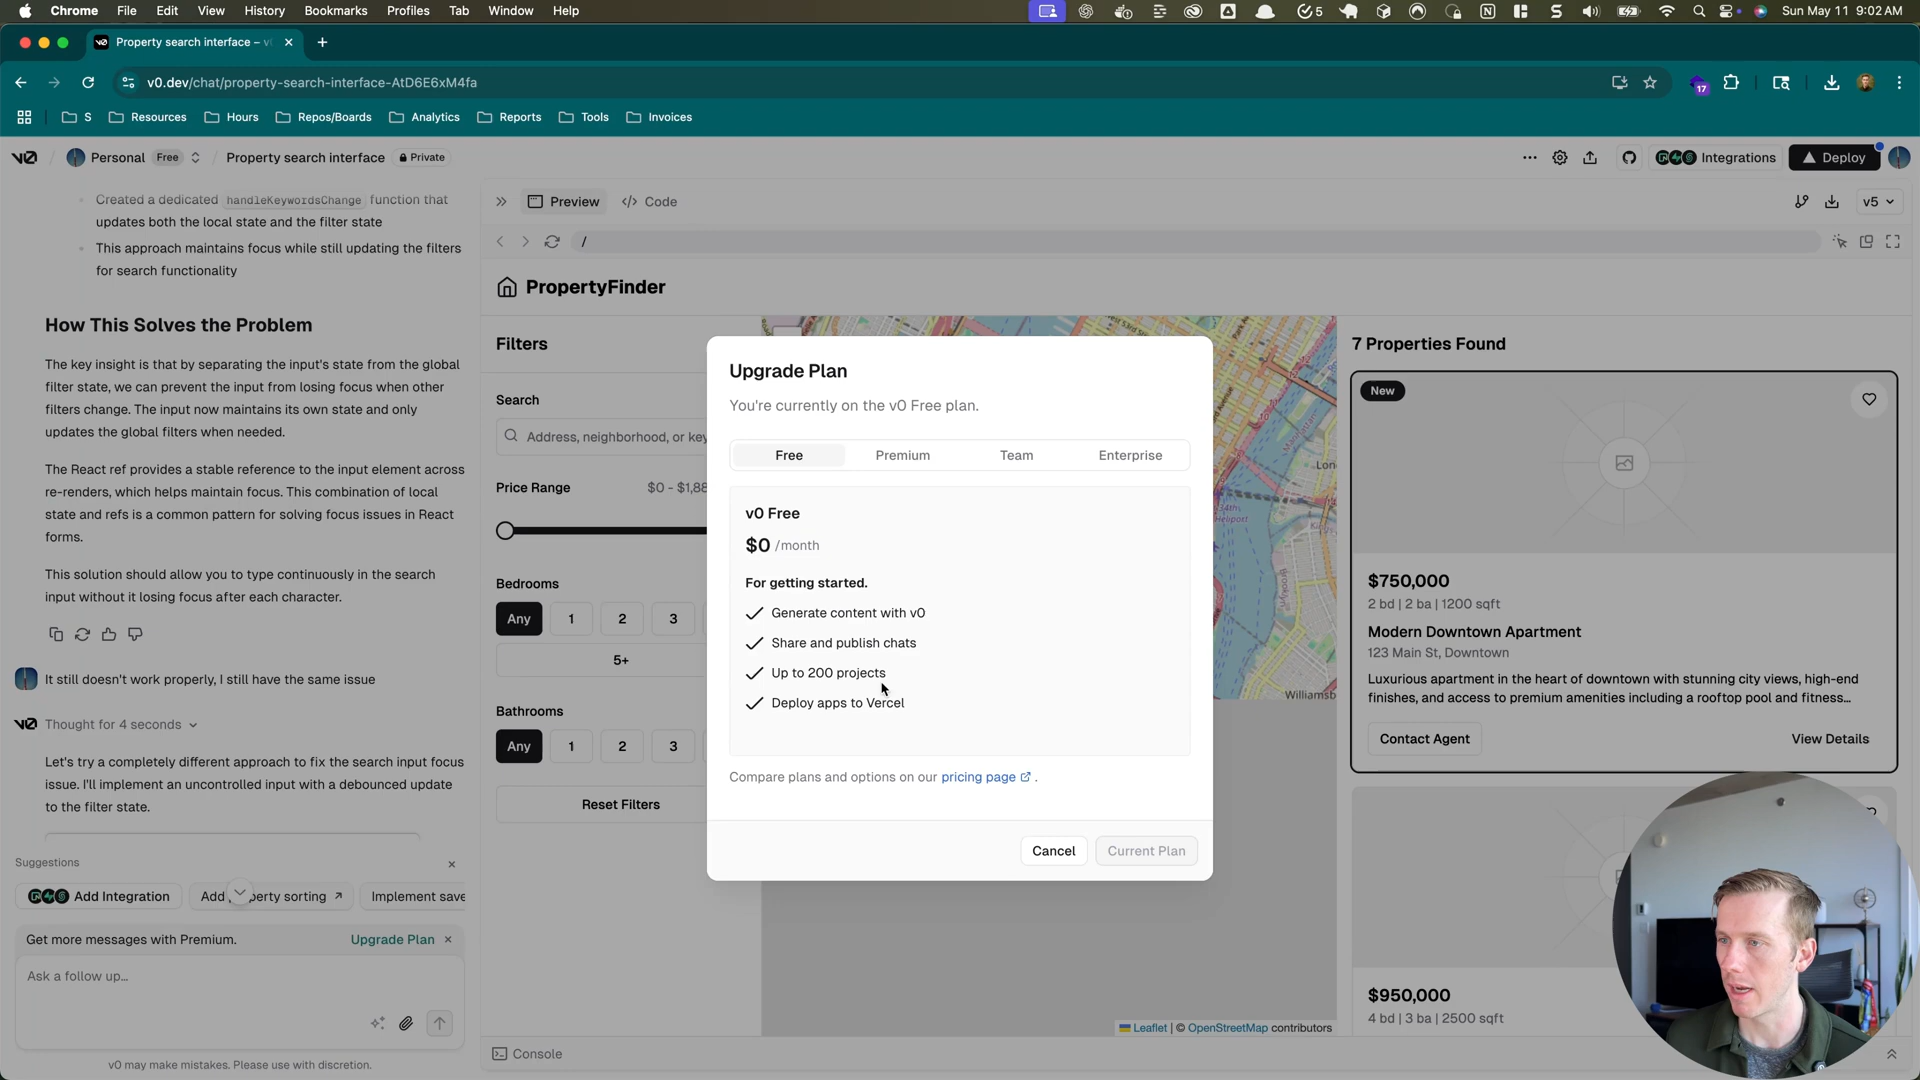 Chrome File Edit View History Bookmarks Profiles Tab Window Help
5
Sun May 11 9:02 AM
Property search interface – v
v0.dev/chat/property-search-interface-AtD6E6xM4fa
17
S Resources Hours Repos/Boards Analytics Reports Tools Invoices
v0 / Personal Free / Property search interface Private
Integrations Deploy
Created a dedicated handleKeywordsChange function that
updates both the local state and the filter state
This approach maintains focus while still updating the filters
for search functionality
How This Solves the Problem
The key insight is that by separating the input's state from the global
filter state, we can prevent the input from losing focus when other
filters change. The input now maintains its own state and only
updates the global filters when needed.
The React ref provides a stable reference to the input element across
re-renders, which helps maintain focus. This combination of local
state and refs is a common pattern for solving focus issues in React
forms.
This solution should allow you to type continuously in the search
input without it losing focus after each character.
It still doesn't work properly, I still have the same issue
v0 Thought for 4 seconds
Let's try a completely different approach to fix the search input focus
issue. I'll implement an uncontrolled input with a debounced update
to the filter state.
Suggestions
Add Integration
Add erty sorting
Implement save
Get more messages with Premium.
Upgrade Plan
Ask a follow up...
v0 may make mistakes. Please use with discretion.
Preview
</> Code
v5
/
PropertyFinder
Filters
Search
Address, neighborhood, or key
Price Range
$0 - $1,88
Bedrooms
Any 1 2 3
5+
Bathrooms
Any 1 2 3
Reset Filters
Console
Upgrade Plan
You're currently on the v0 Free plan.
Free Premium Team Enterprise
v0 Free
$0 /month
For getting started.
Generate content with v0
Share and publish chats
Up to 200 projects
Deploy apps to Vercel
Compare plans and options on our pricing page .
Cancel
Current Plan
Leaflet | © OpenStreetMap contributors
7 Properties Found
New
$750,000
2 bd | 2 ba | 1200 sqft
Modern Downtown Apartment
123 Main St, Downtown
Luxurious apartment in the heart of downtown with stunning city views, high-end
finishes, and access to premium amenities including a rooftop pool and fitness...
Contact Agent
View Details
$950,000
4 bd | 3 ba | 2500 sqft